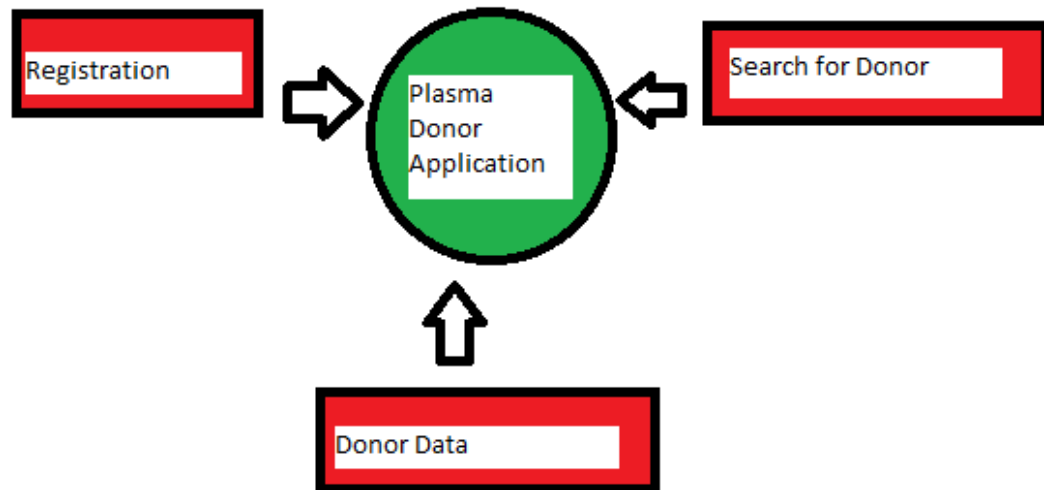 Registration
Plasma
Donor
Application
Search for Donor
Donor Data